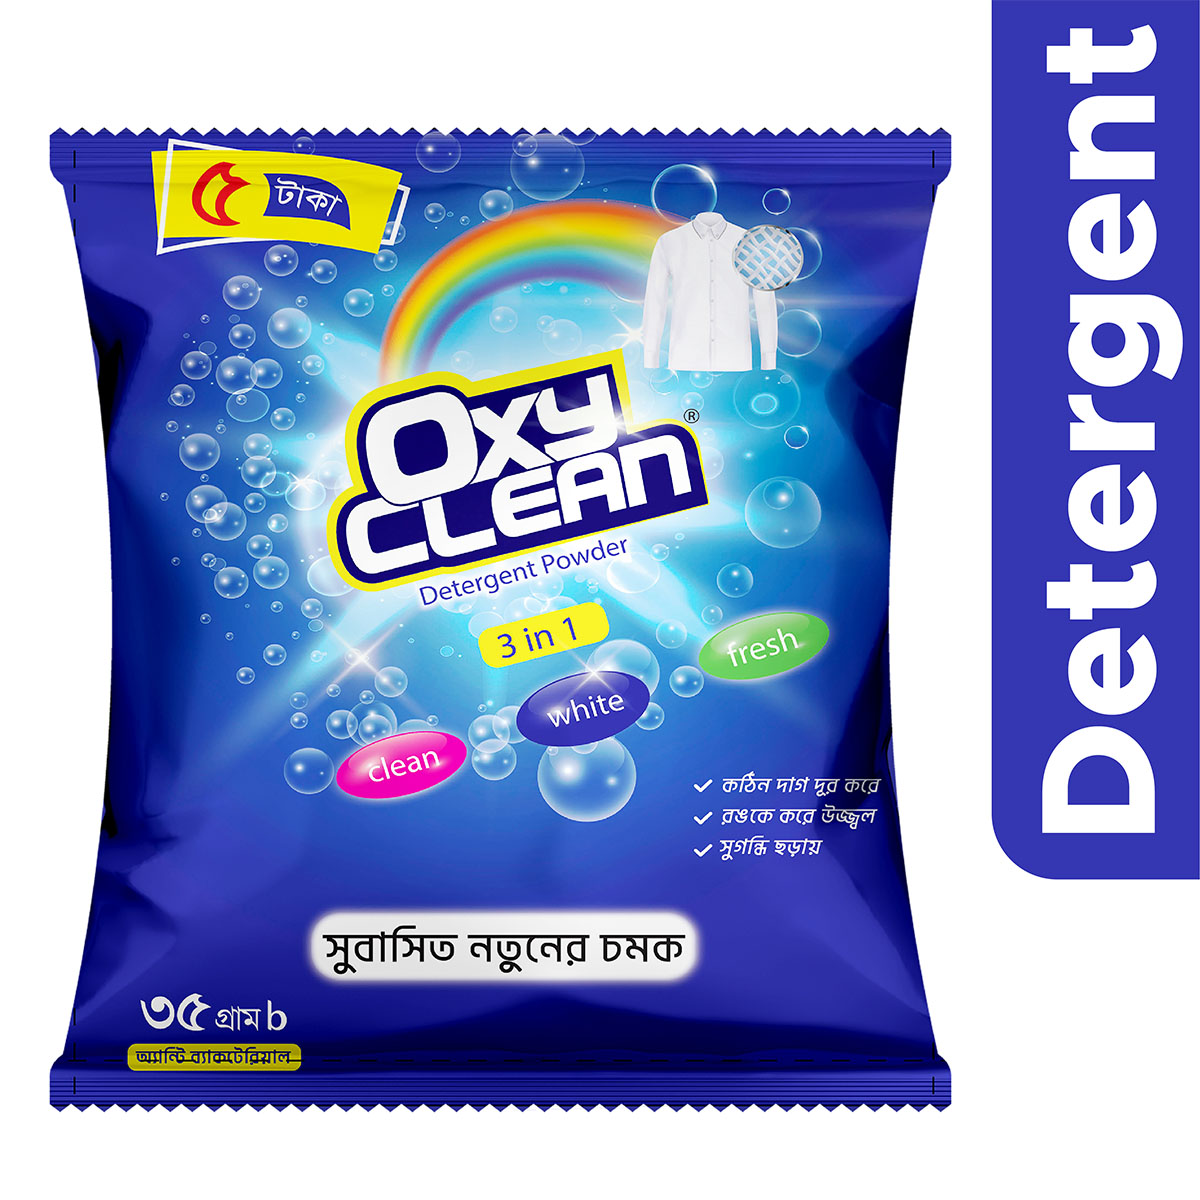 ৫ টাকা
Oxy
CLEAN
®
Detergent Powder
3 in 1
fresh
white
clean
কঠিন দাগ দূর করে
রঙকে করে উজ্জ্বল
সুগন্ধি ছড়ায়
সুবাসিত নতুনের চমক
৩৫ গ্রাম b
অ্যান্টি ব্যাকটেরিয়াল
Detergent